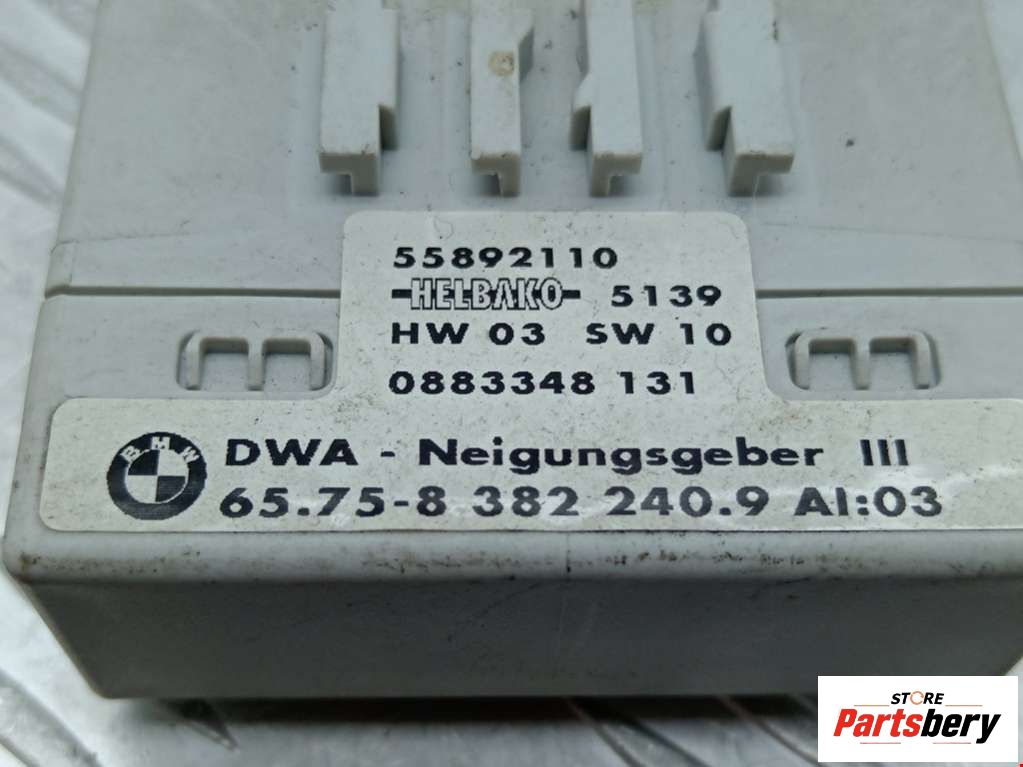 55892110
HELBAKO 5139
HW 03 SW 10
0883348 131
BMW DWA - Neigungsgeber III
65.75-8 382 240.9 AI:03
STORE
Partsbery